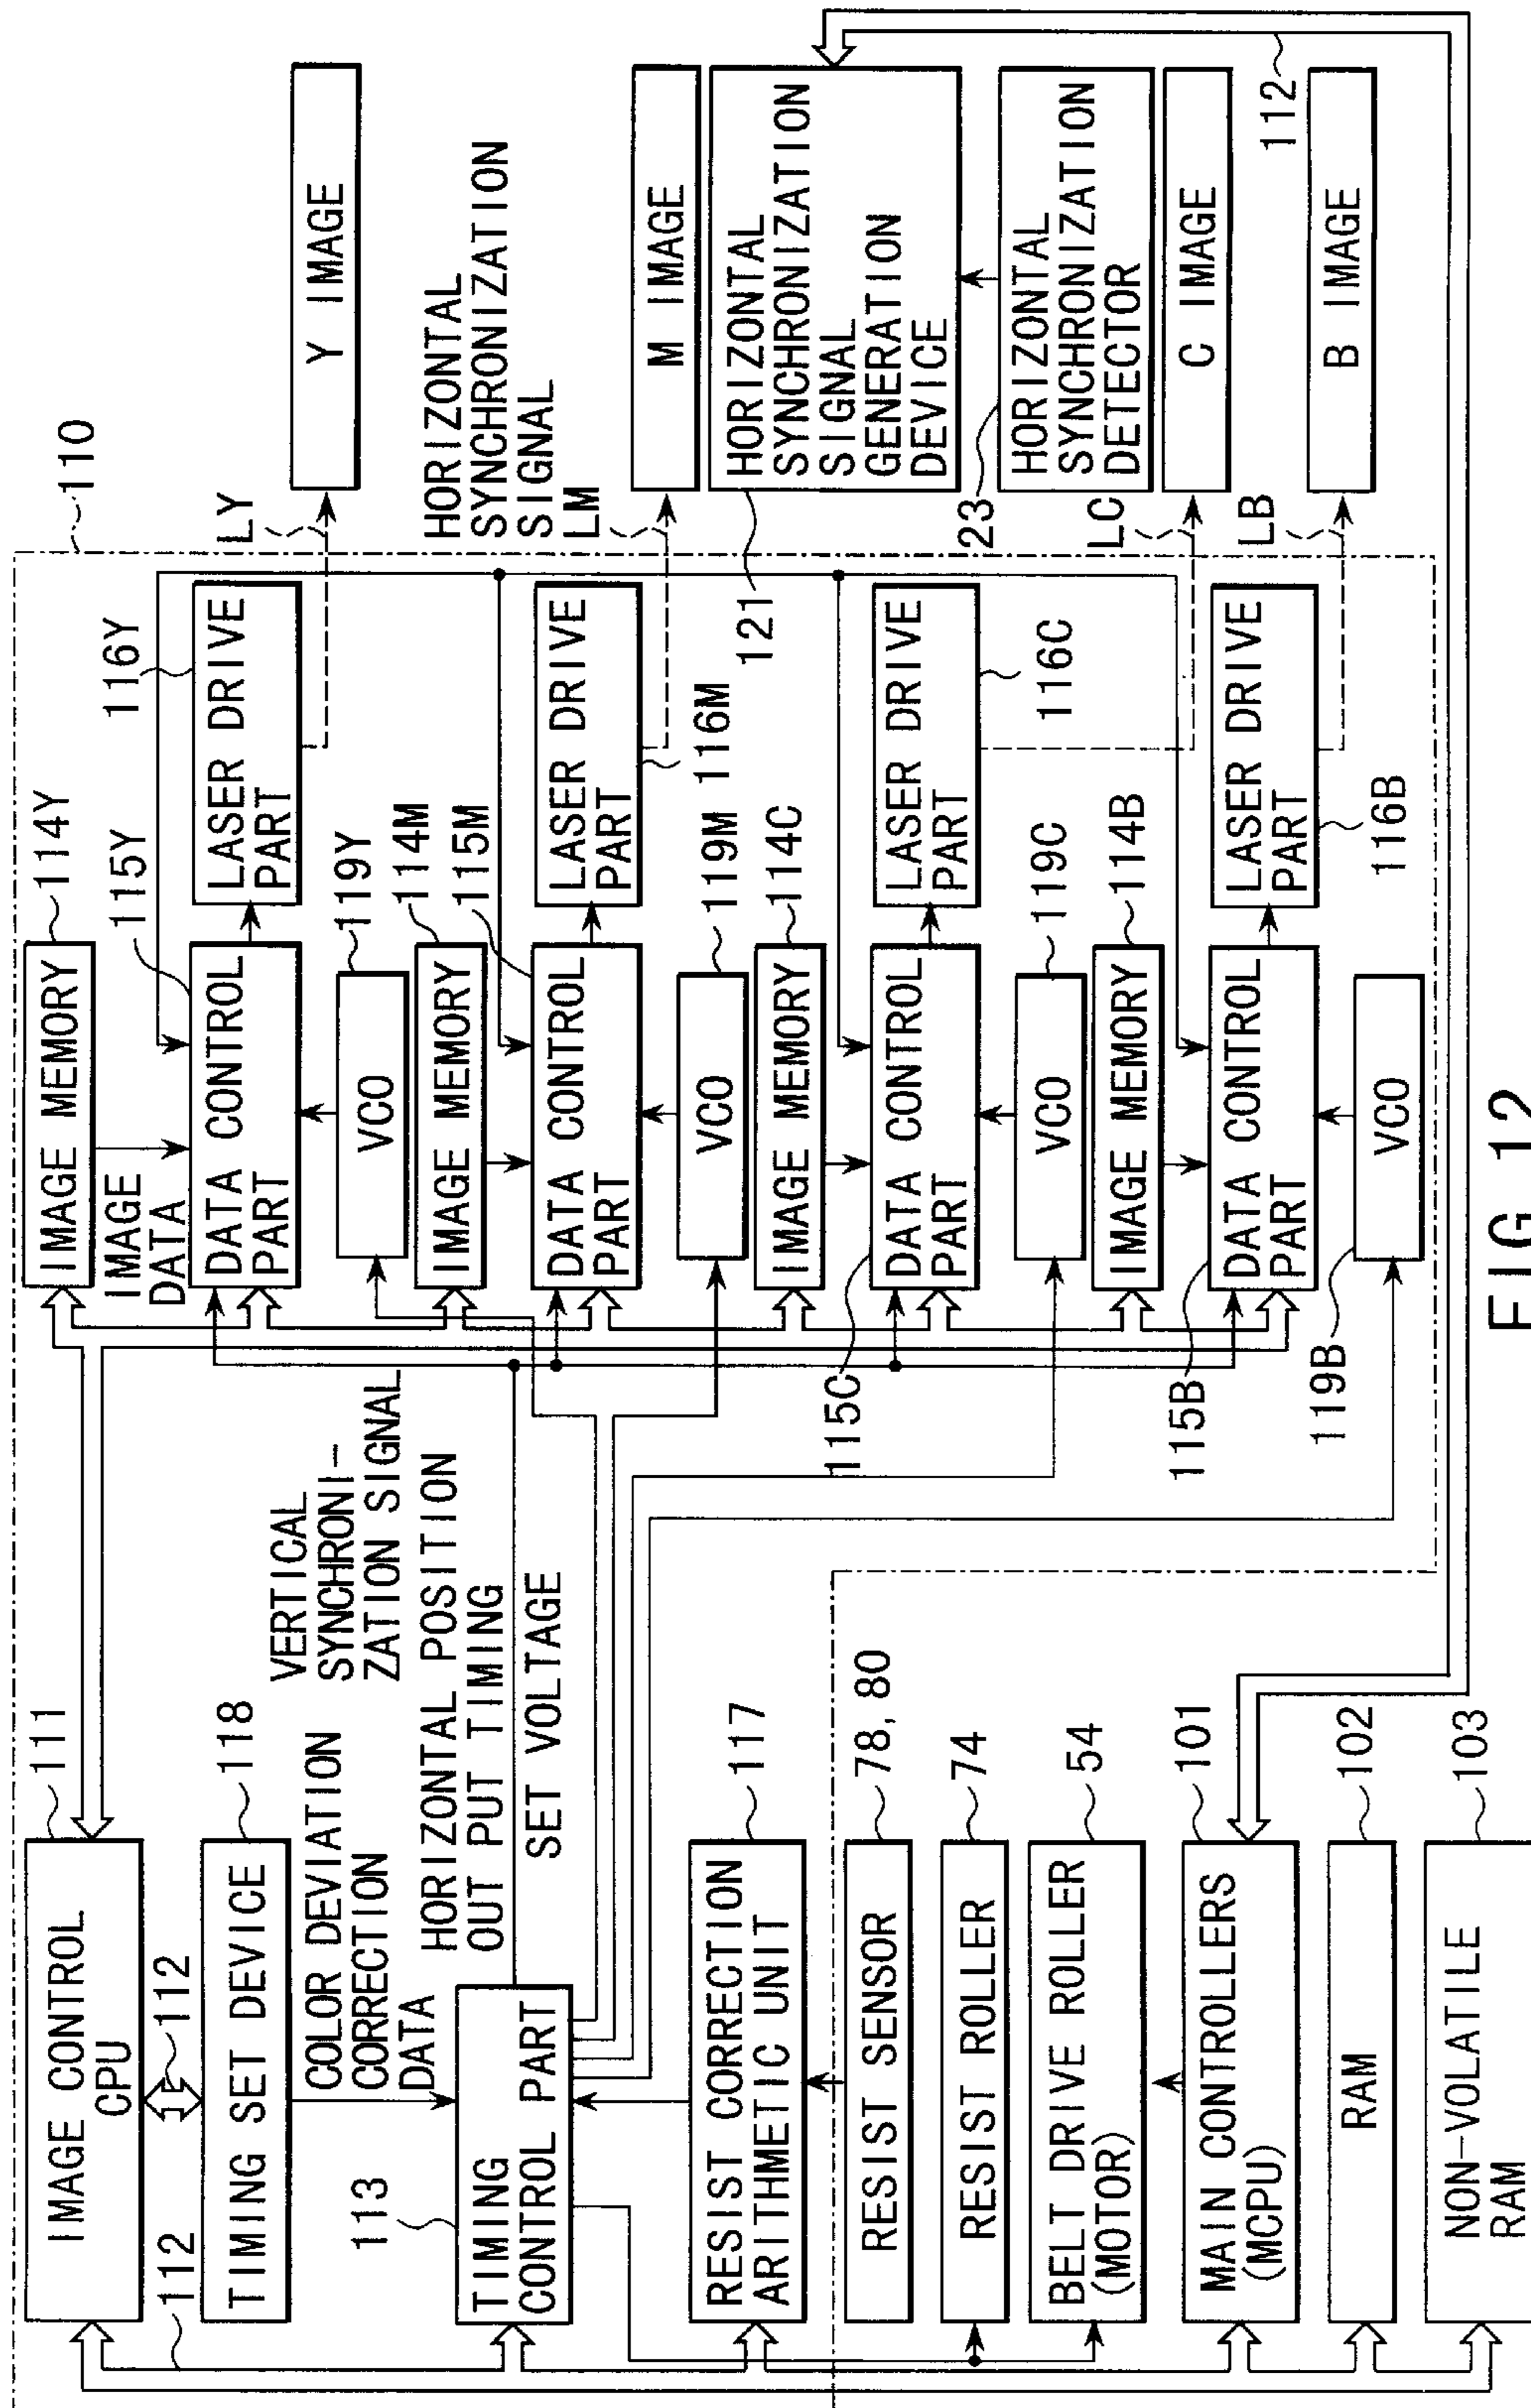 110
111
IMAGE CONTROL
CPU
112
112
TIMING SET DEVICE
118
COLOR DEVIATION
CORRECTION
DATA
113
TIMING
CONTROL PART
VERTICAL
SYNCHRONI-
ZATION SIGNAL
HORIZONTAL POSITION
OUT PUT TIMING
SET VOLTAGE
RESIST CORRECTION
ARITHMETIC UNIT
117
RESIST SENSOR
78, 80
RESIST ROLLER
74
BELT DRIVE ROLLER
(MOTOR)
54
MAIN CONTROLLERS
(MCPU)
101
RAM
102
NON-VOLATILE
RAM
103
IMAGE MEMORY
114Y
IMAGE
DATA
DATA CONTROL
PART
115Y
LASER DRIVE
PART
116Y
LY
Y IMAGE
VCO
119Y
HORIZONTAL
SYNCHRONIZATION
SIGNAL
IMAGE MEMORY
114M
DATA CONTROL
PART
115M
LASER DRIVE
PART
116M
LM
M IMAGE
VCO
119M
HORIZONTAL
SYNCHRONIZATION
SIGNAL
GENERATION
DEVICE
121
IMAGE MEMORY
114C
DATA CONTROL
PART
115C
LASER DRIVE
PART
116C
HORIZONTAL
SYNCHRONIZATION
DETECTOR
23
LC
C IMAGE
VCO
119C
IMAGE MEMORY
114B
DATA CONTROL
PART
115B
LASER DRIVE
PART
116B
LB
B IMAGE
112
VCO
119B
FIG. 12